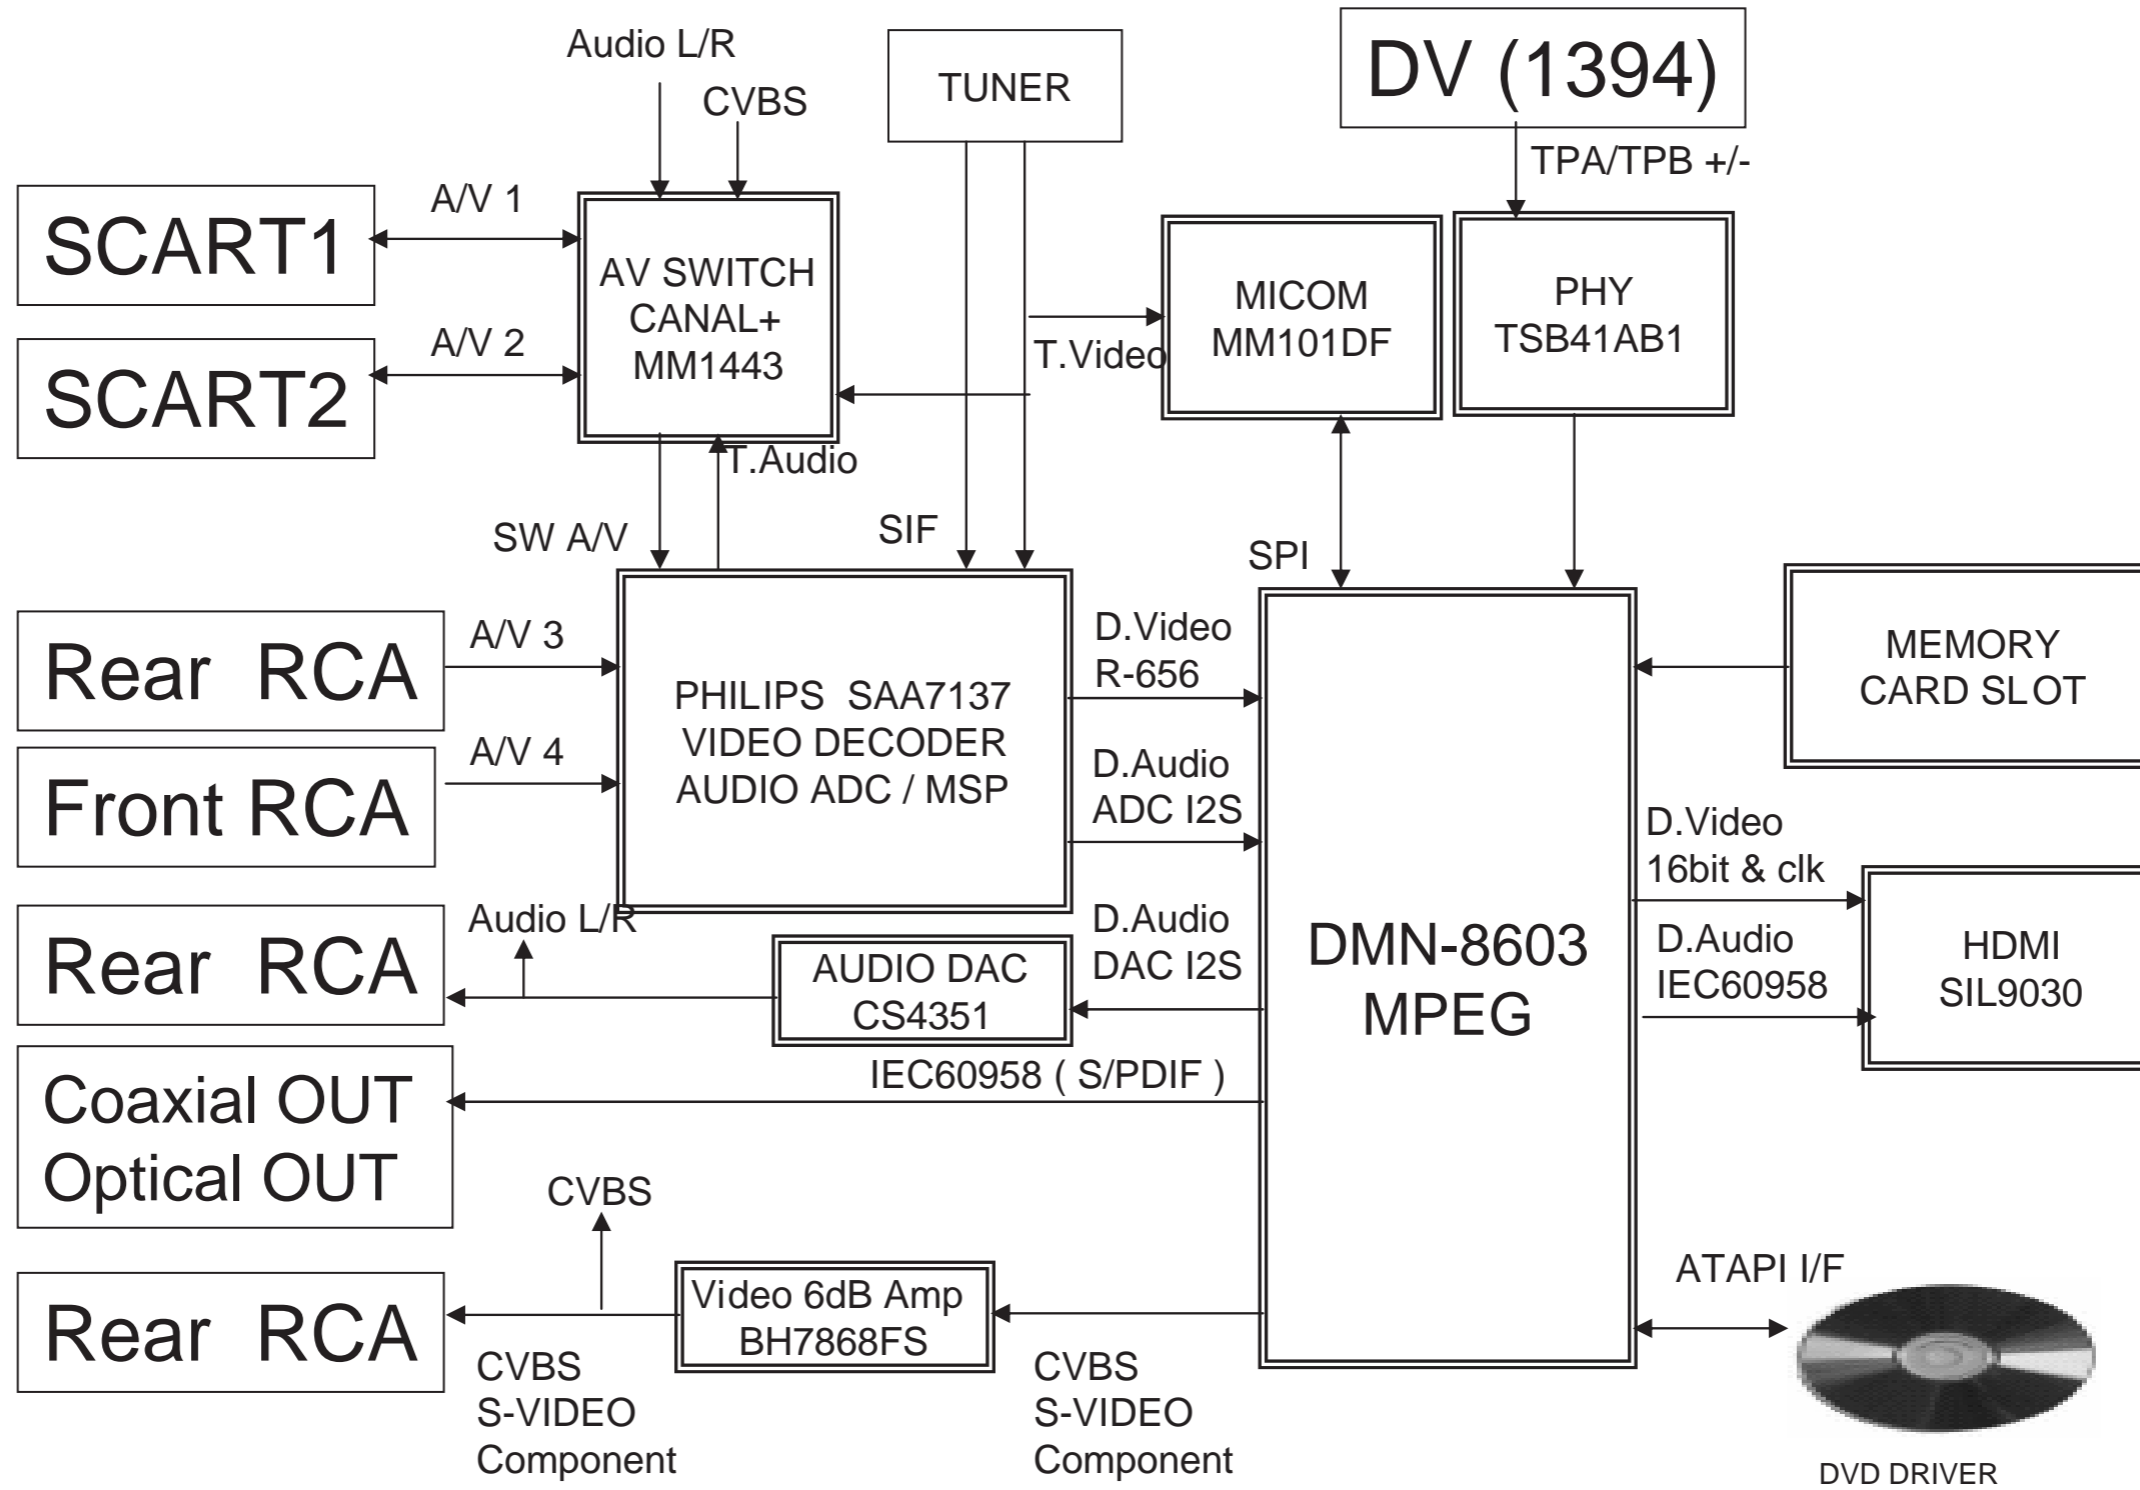 Audio L/R
CVBS
TUNER
DV (1394)
TPA/TPB +/-
SCART1
A/V 1
AV SWITCH
CANAL+
MM1443
SCART2
A/V 2
T.Video
MICOM
MM101DF
PHY
TSB41AB1
T.Audio
SW A/V
SIF
SPI
Rear RCA
A/V 3
Front RCA
A/V 4
PHILIPS SAA7137
VIDEO DECODER
AUDIO ADC / MSP
D.Video
R-656
D.Audio
ADC I2S
MEMORY
CARD SLOT
D.Video
16bit & clk
D.Audio
IEC60958
HDMI
SIL9030
DMN-8603
MPEG
Rear RCA
Audio L/R
AUDIO DAC
CS4351
D.Audio
DAC I2S
Coaxial OUT
Optical OUT
IEC60958 ( S/PDIF )
CVBS
Rear RCA
Video 6dB Amp
BH7868FS
CVBS
S-VIDEO
Component
CVBS
S-VIDEO
Component
ATAPI I/F
DVD DRIVER